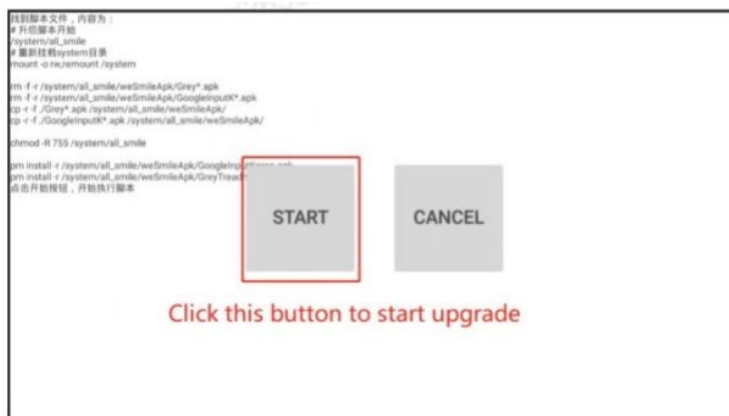 找到脚本文件，内容为：
# 升级脚本开始
/system/all_smile
# 重新挂载system目录
mount -o rw,remount /system
rm -f -r /system/all_smile/weSmileApk/Grey*.apk
rm -f -r /system/all_smile/weSmileApk/GoogleInputK*.apk
cp -r -f ./Grey*.apk /system/all_smile/weSmileApk/
cp -r -f ./GoogleInputK*.apk /system/all_smile/weSmileApk/
chmod -R 755 /system/all_smile
pm install -r /system/all_smile/weSmileApk/GoogleInput
pm install -r /system/all_smile/weSmileApk/GreyTread
点击开始按钮，开始执行脚本
START
CANCEL
Click this button to start upgrade